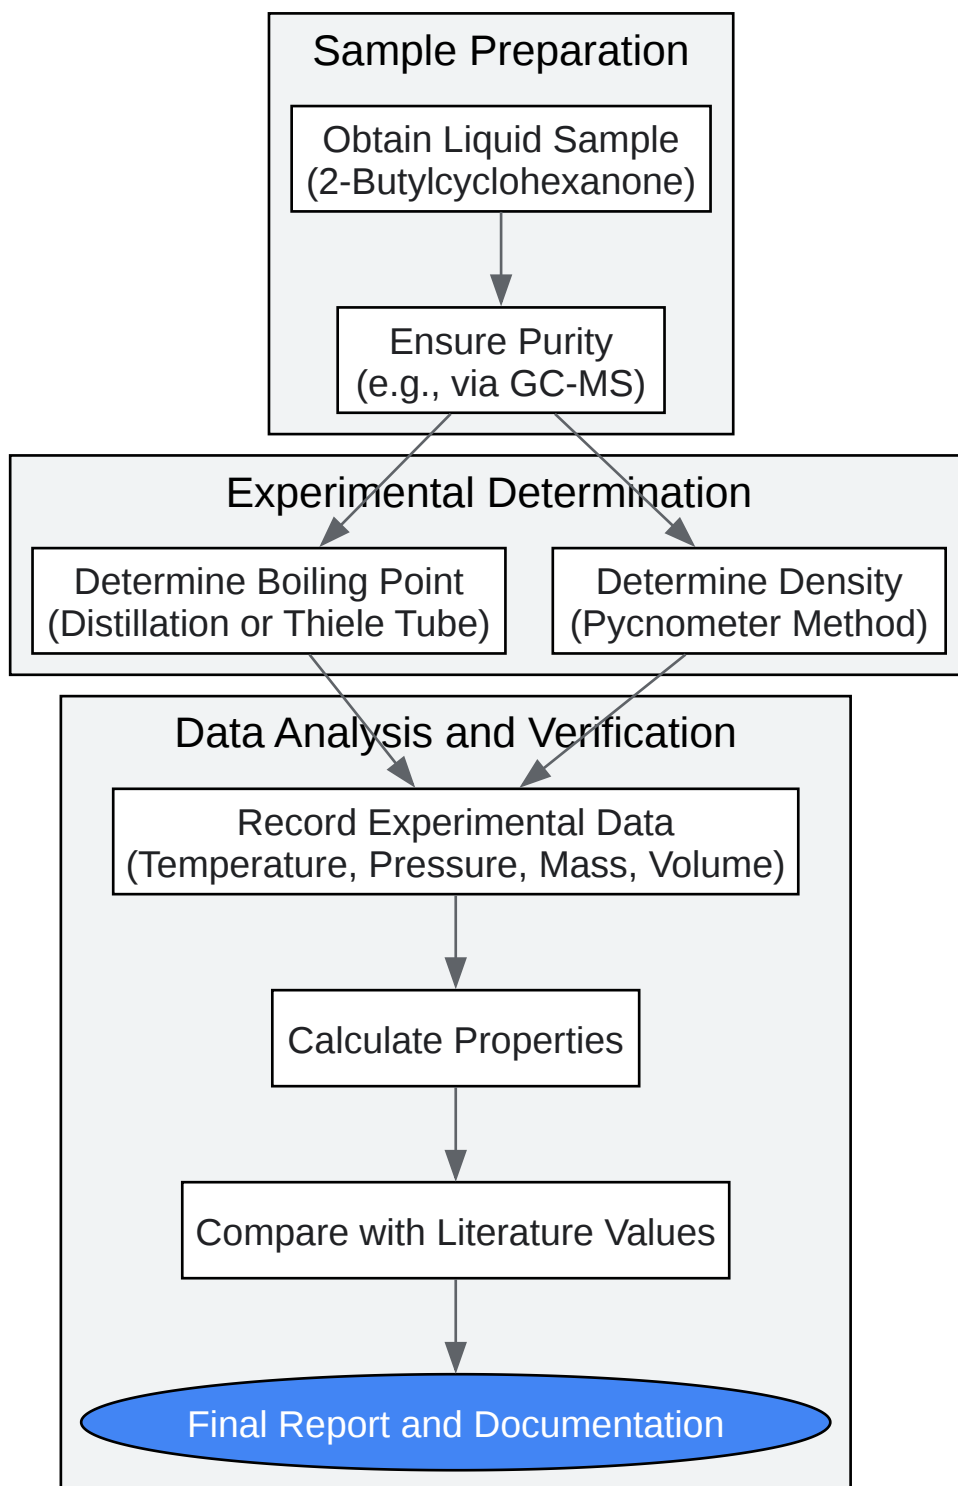 Sample Preparation
Obtain Liquid Sample
(2-Butylcyclohexanone)
Ensure Purity
(e.g., via GC-MS)
Experimental Determination
Determine Boiling Point
(Distillation or Thiele Tube)
Determine Density
(Pycnometer Method)
Data Analysis and Verification
Record Experimental Data
(Temperature, Pressure, Mass, Volume)
Calculate Properties
Compare with Literature Values
Final Report and Documentation